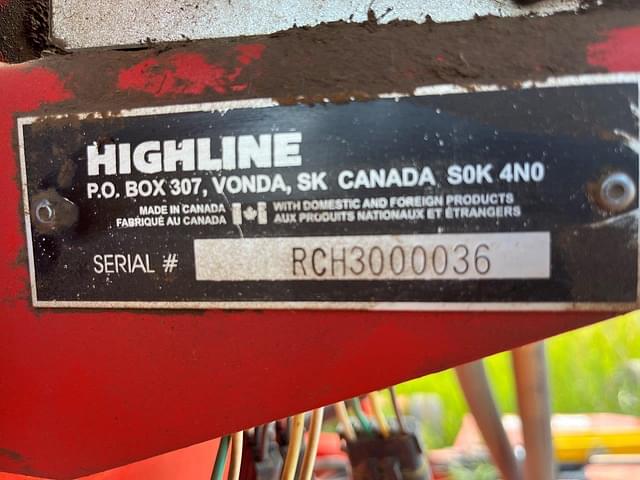 HIGHLINE
P.O. BOX 307, VONDA, SK CANADA S0K 4N0
MADE IN CANADA WITH DOMESTIC AND FOREIGN PRODUCTS
FABRIQUÉ AU CANADA AUX PRODUITS NATIONAUX ET ÉTRANGERS
SERIAL # RCH3000036